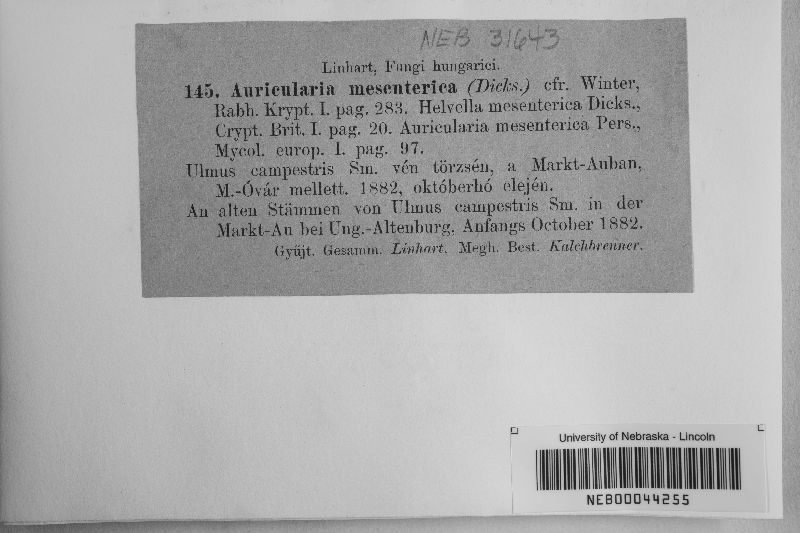 NEB 31643
Linhart, Fungi hungarici.
145. Auricularia mesenterica (Dicks.) cfr. Winter,
Rabh. Krypt. I. pag. 283. Helvella mesenterica Dicks.,
Crypt. Brit. I. pag. 20. Auricularia mesenterica Pers.,
Mycol. europ. I. pag. 97.
Ulmus campestris Sm. vén törzsén, a Markt-Auban,
M.-Óvár mellett. 1882, októberhó elején.
An alten Stämmen von Ulmus campestris Sm. in der
Markt-Au bei Ung.-Altenburg, Anfangs October 1882.
Gyüjt. Gesamm. Linhart. Megh. Best. Kalchbrenner.
University of Nebraska - Lincoln
NEB00044255